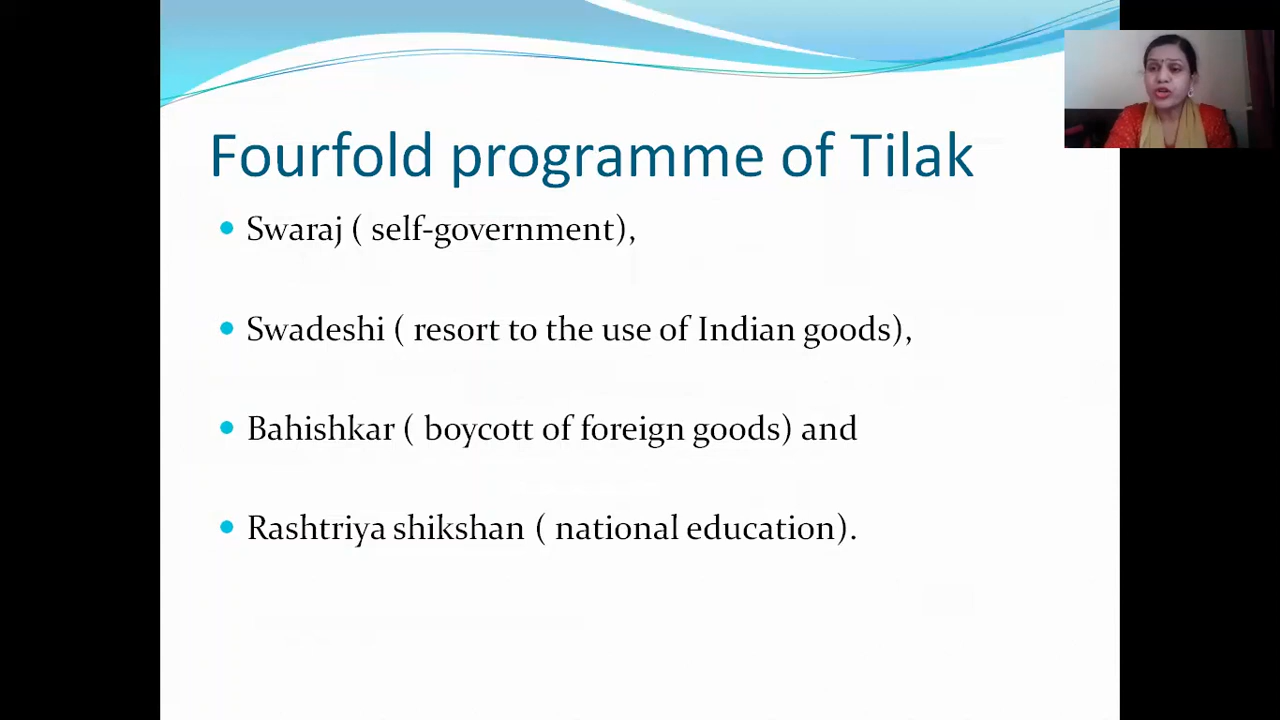 Fourfold programme of Tilak
Swaraj ( self-government),
Swadeshi ( resort to the use of Indian goods),
Bahishkar ( boycott of foreign goods) and
Rashtriya shikshan ( national education).